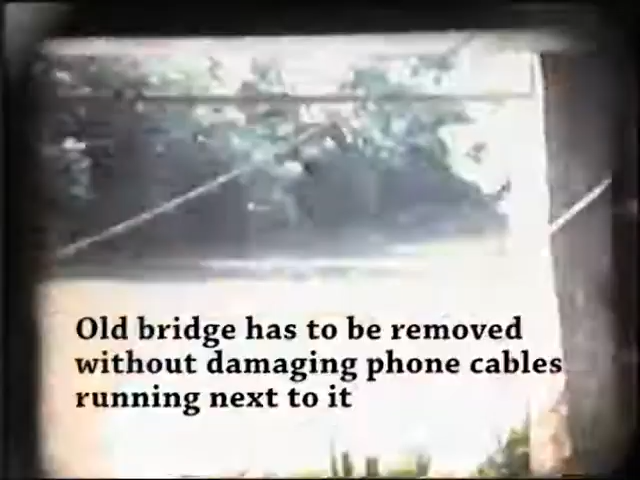 Old bridge has to be removed
without damaging phone cables
running next to it